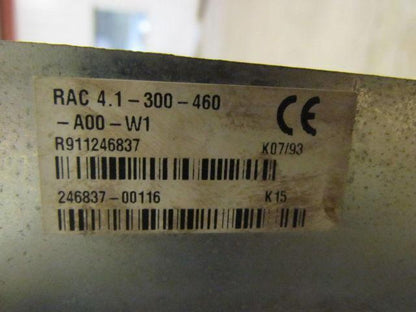 RAC 4.1-300-460
-A00-W1
CE
R911246837 K07/93
246837-00116 K15